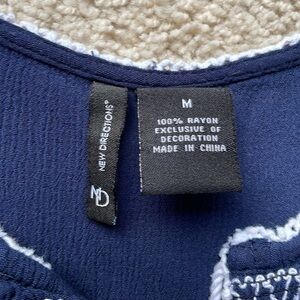 NEW DIRECTIONS®
ND
M
100% RAYON
EXCLUSIVE OF
DECORATION
MADE IN CHINA